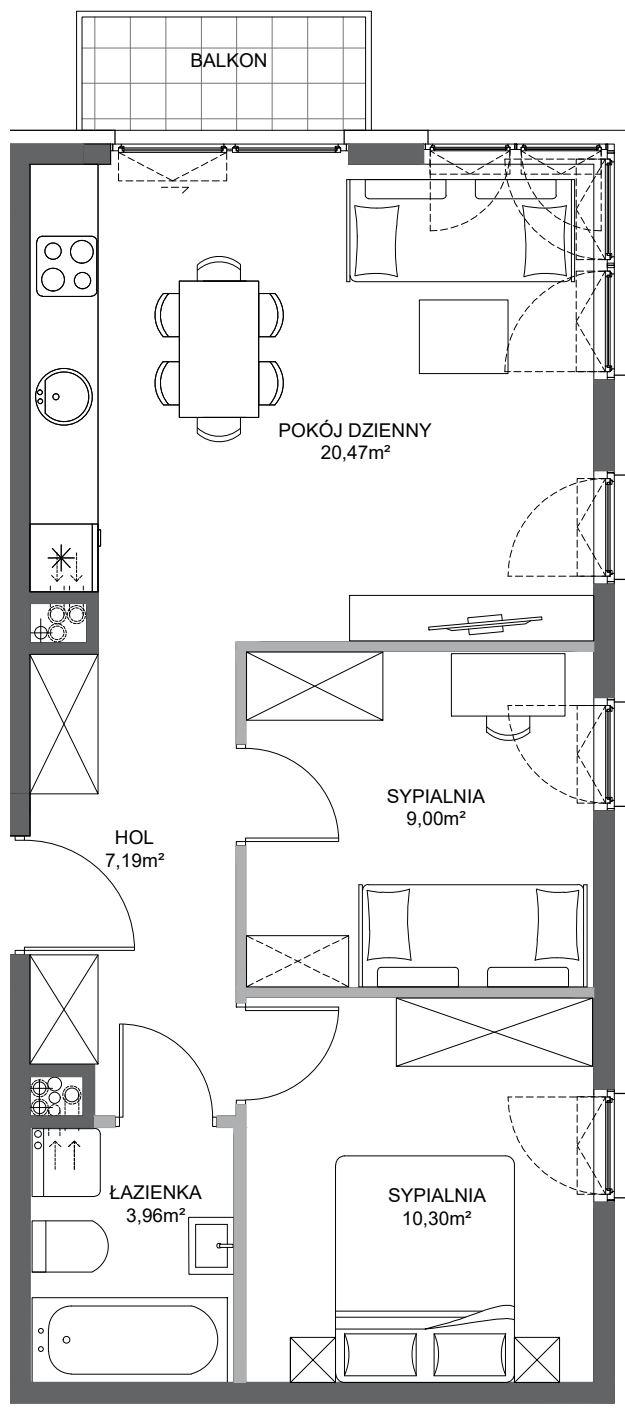 BALKON
POKÓJ DZIENNY
20,47m²
SYPIALNIA
9,00m²
HOL
7,19m²
ŁAZIENKA
3,96m²
SYPIALNIA
10,30m²